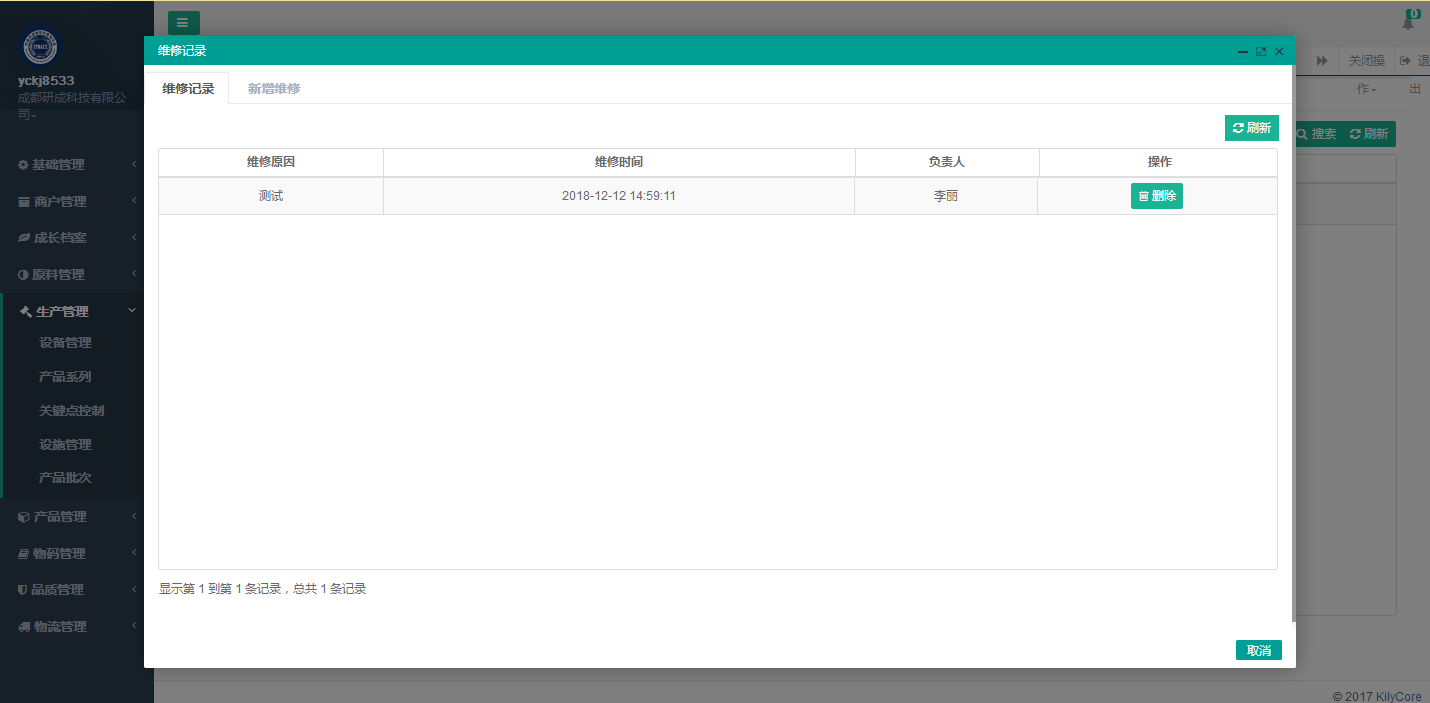 yckj8533
成都研成科技有限公
司
基础管理
商户管理
成长档案
原料管理
生产管理
设备管理
产品系列
关键点控制
设施管理
产品批次
产品管理
物码管理
品质管理
物流管理
0
关闭操
作
退
出
搜索 刷新
维修记录
维修记录 新增维修
刷新
维修原因 维修时间 负责人 操作
测试 2018-12-12 14:59:11 李丽 删除
显示第 1 到第 1 条记录，总共 1 条记录
取消
© 2017 KilyCore